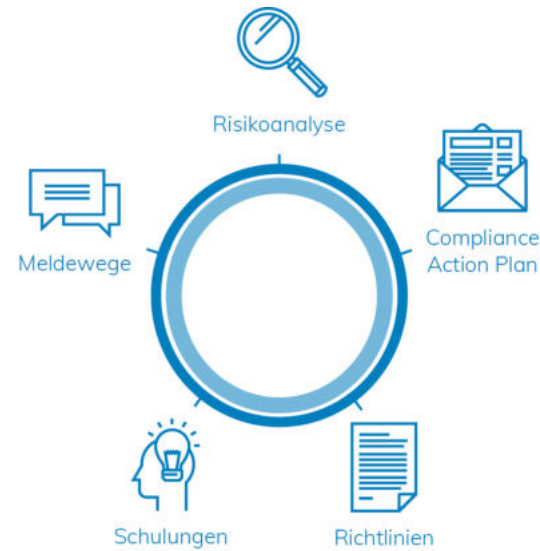 Risikoanalyse
Compliance
Action Plan
Richtlinien
Schulungen
Meldewege